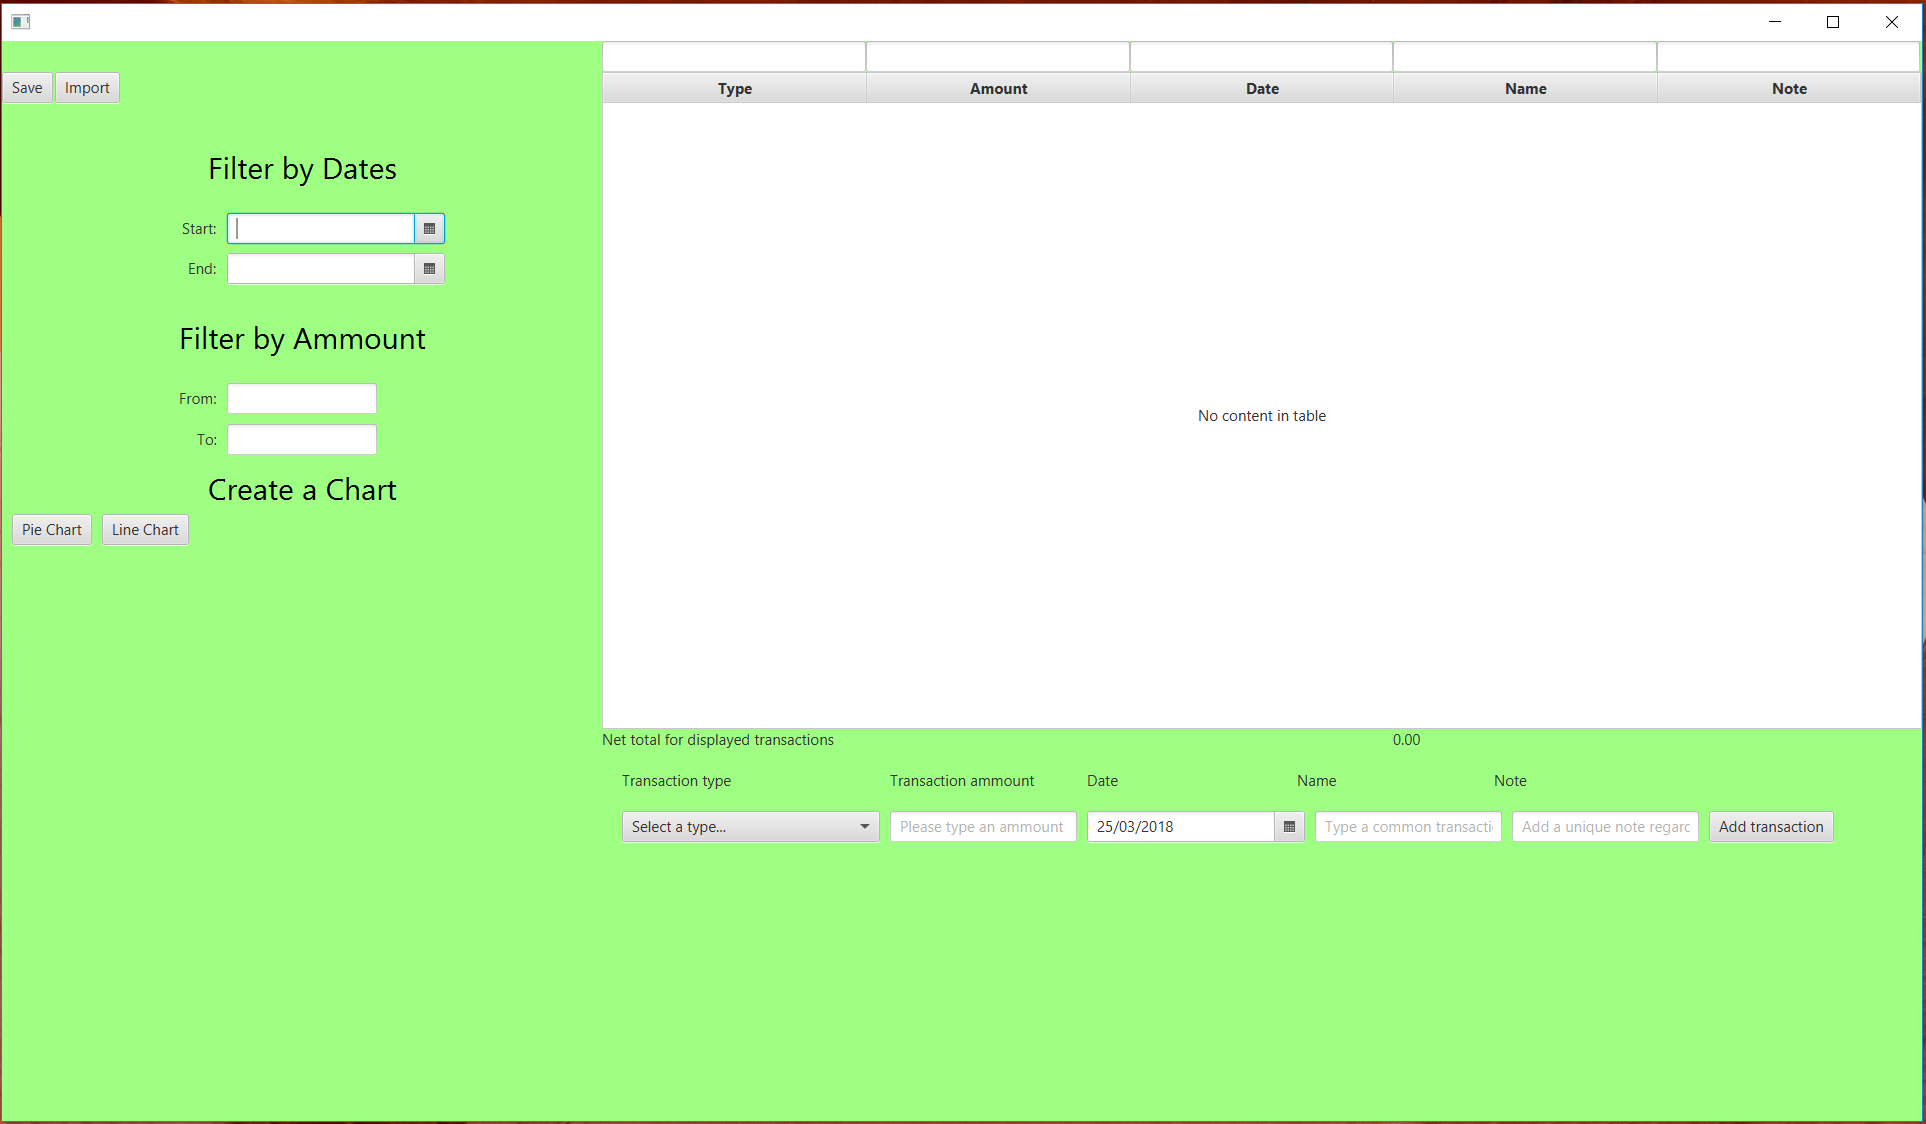 Save Import
Filter by Dates
Start:
End:
Filter by Ammount
From:
To:
Create a Chart
Pie Chart Line Chart
Type Amount Date Name Note
No content in table
Net total for displayed transactions 0.00
Transaction type Transaction ammount Date Name Note
Select a type... Please type an ammount 25/03/2018 Type a common transacti Add a unique note regarc Add transaction